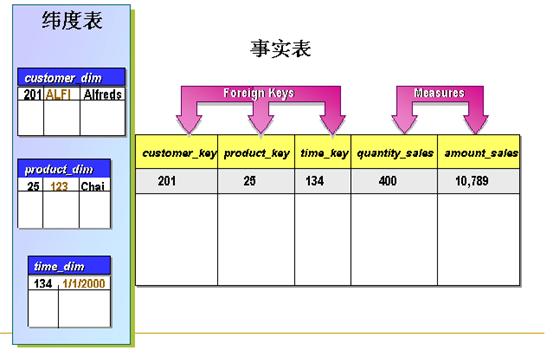 纬度表
事实表
customer_dim
201 ALFI Alfreds
product_dim
25 123 Chai
time_dim
134 1/1/2000
Foreign Keys
Measures
customer_key product_key time_key quantity_sales amount_sales
201 25 134 400 10,789